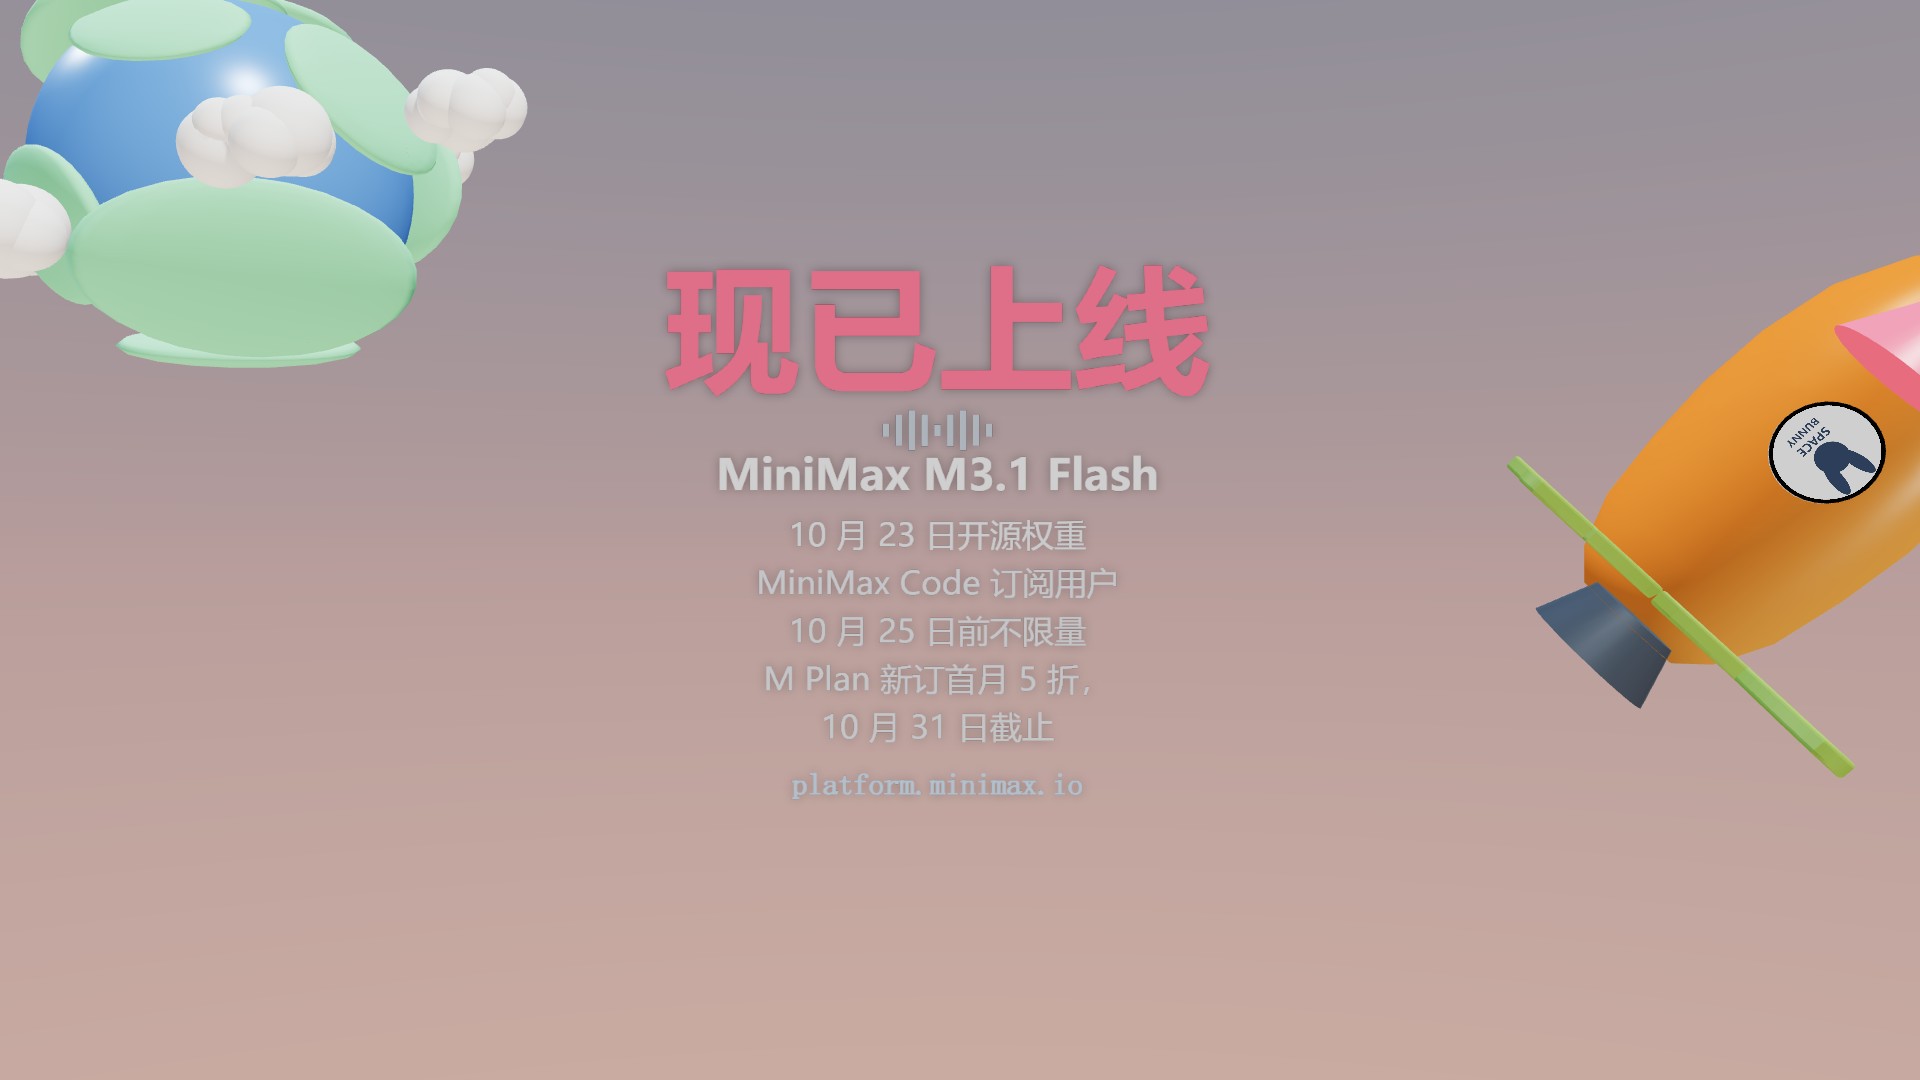 现已上线
MiniMax M3.1 Flash
10 月 23 日开源权重
MiniMax Code 订阅用户
10 月 25 日前不限量
M Plan 新订首月 5 折，
10 月 31 日截止
platform.minimax.io
SPACE
BUNNY